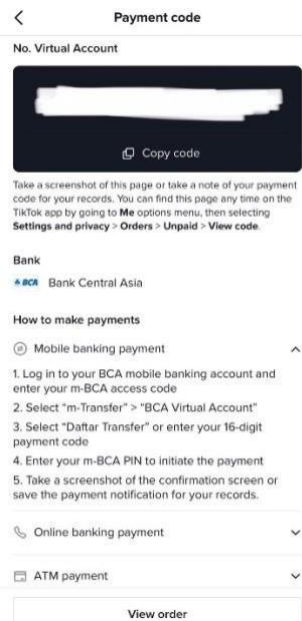 Payment code
No. Virtual Account
Copy code
Take a screenshot of this page or take a note of your payment
code for your records. You can find this page any time on the
TikTok app by going to Me options menu, then selecting
Settings and privacy > Orders > Unpaid > View code.
Bank
BCA Bank Central Asia
How to make payments
Mobile banking payment
1. Log in to your BCA mobile banking account and
enter your m-BCA access code
2. Select "m-Transfer" > "BCA Virtual Account"
3. Select "Daftar Transfer" or enter your 16-digit
payment code
4. Enter your m-BCA PIN to initiate the payment
5. Take a screenshot of the confirmation screen or
save the payment notification for your records.
Online banking payment
ATM payment
View order